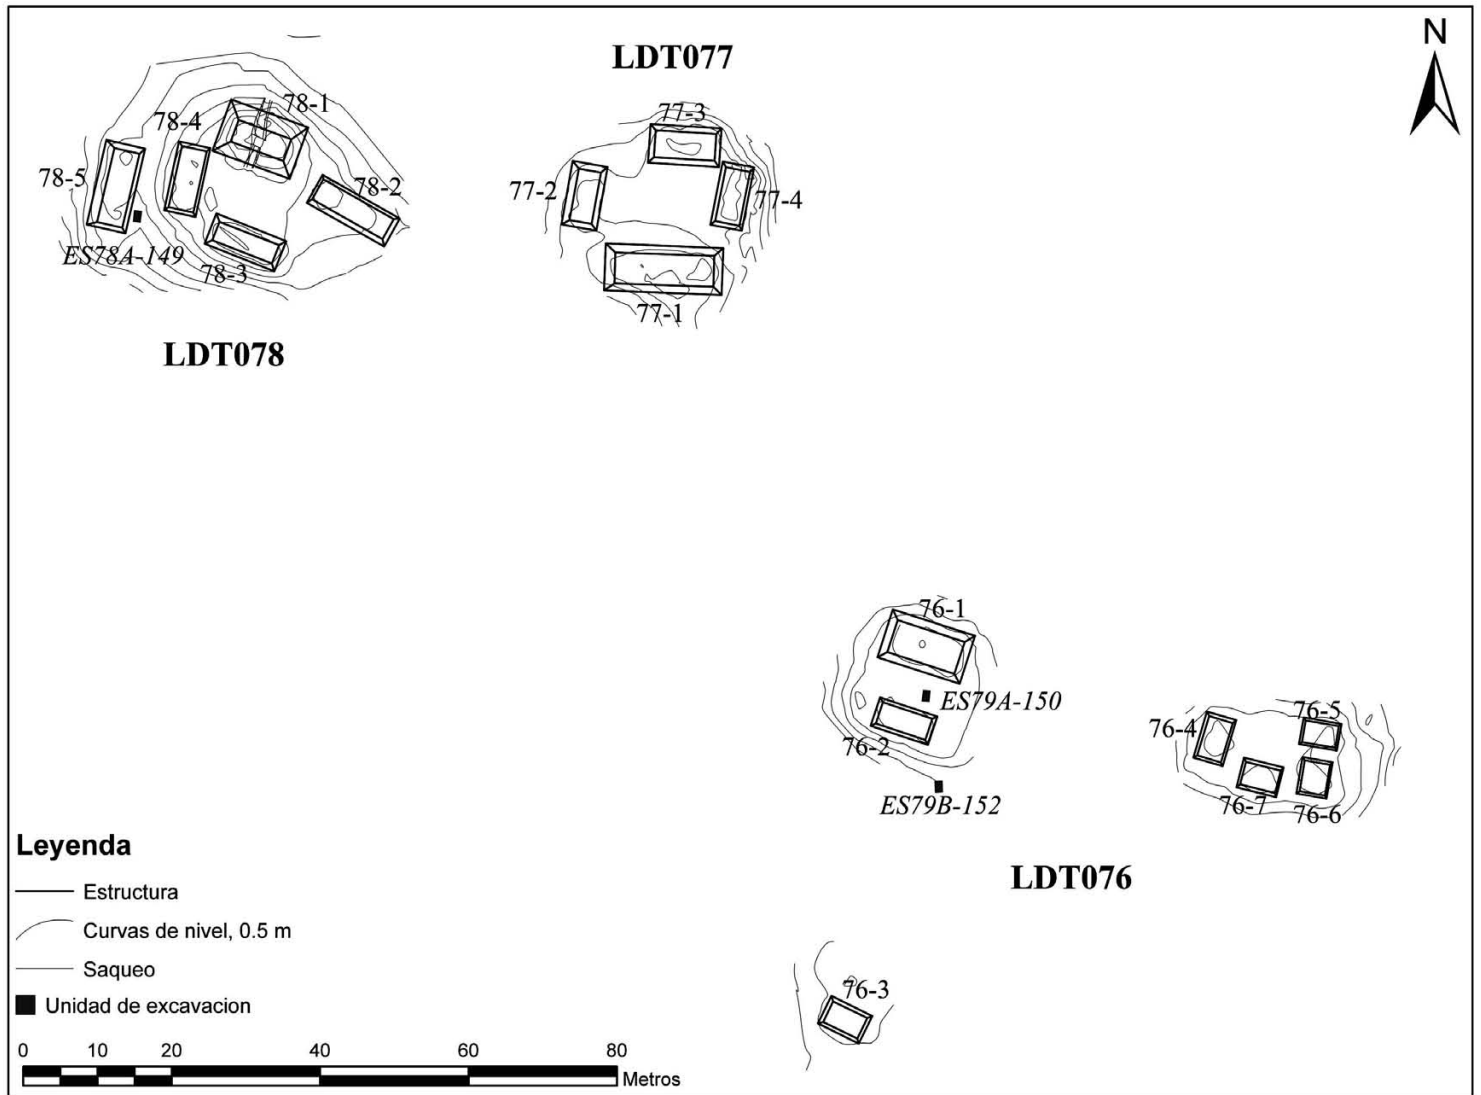 N
LDT077
78-1
77-3
78-4
78-5
78-2
77-2
77-4
ES78A-149
78-3
77-1
LDT078
76-1
ES79A-150
76-2
76-4
76-5
ES79B-152
76-7
76-6
LDT076
76-3
Leyenda
Estructura
Curvas de nivel, 0.5 m
Saqueo
Unidad de excavacion
0 10 20 40 60 80
Metros